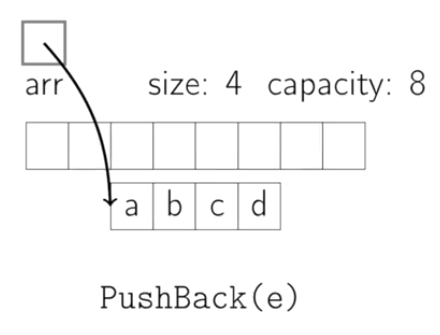 arr size: 4 capacity: 8
a b c d
PushBack(e)